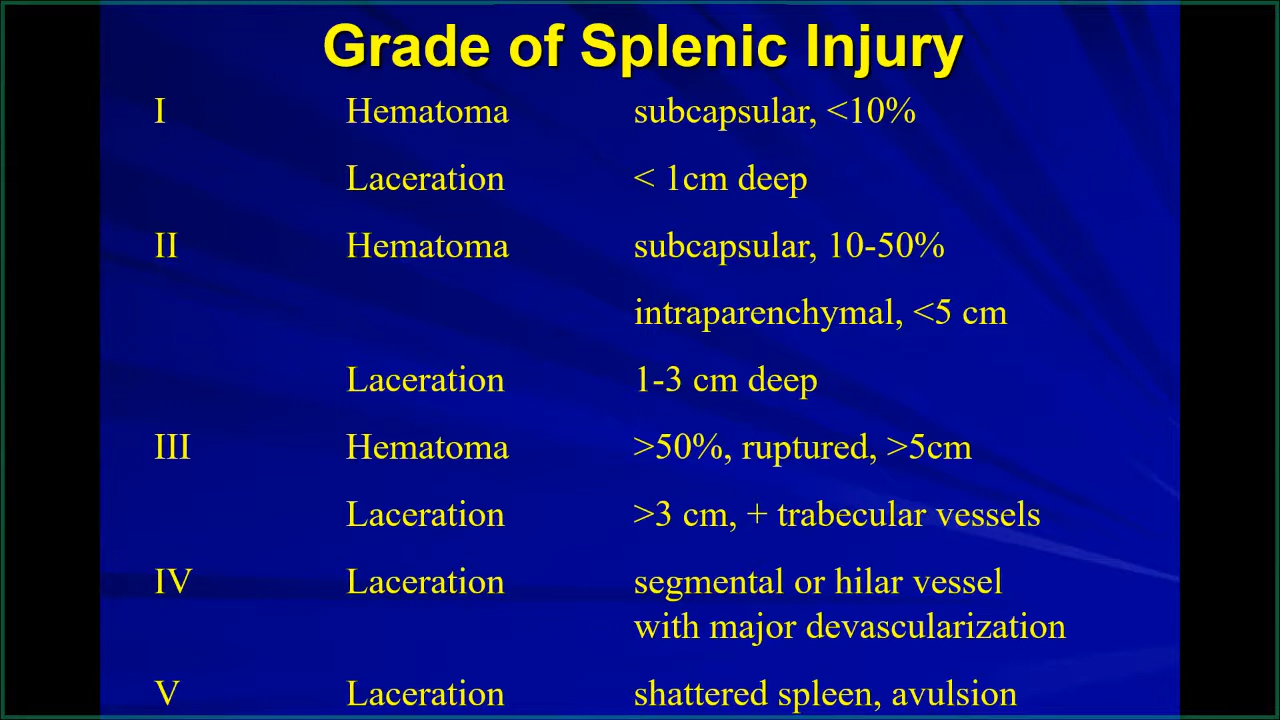 Grade of Splenic Injury
I Hematoma subcapsular, <10%
Laceration < 1cm deep
II Hematoma subcapsular, 10-50%
intraparenchymal, <5 cm
Laceration 1-3 cm deep
III Hematoma >50%, ruptured, >5cm
Laceration >3 cm, + trabecular vessels
IV Laceration segmental or hilar vessel
with major devascularization
V Laceration shattered spleen, avulsion